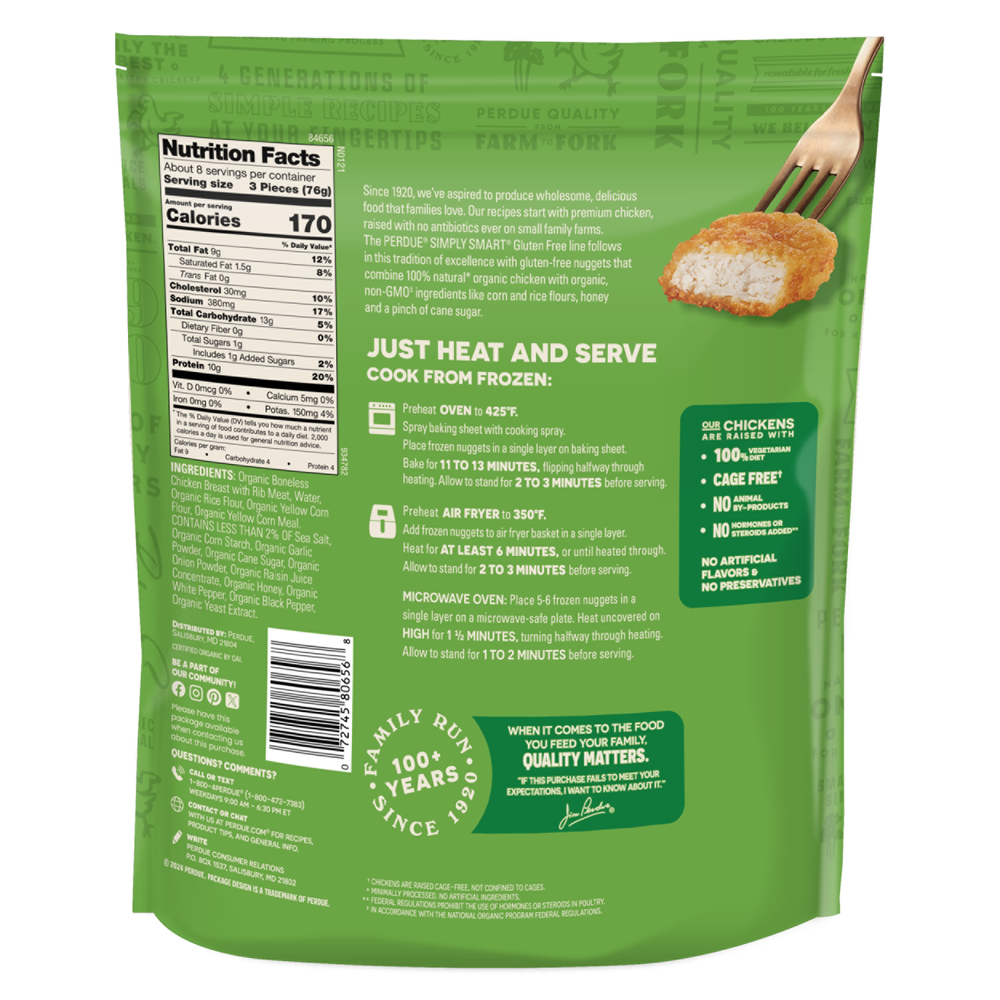 4 GENERATIONS OF
SIMPLE RECIPES
AT YOUR FINGERTIPS
PERDUE QUALITY
FROM
FARM TO FORK
FORK
QUALITY
84656
N0121
Nutrition Facts
About 8 servings per container
Serving size 3 Pieces (76g)
Amount per serving
Calories 170
% Daily Value*
Total Fat 9g 12%
Saturated Fat 1.5g 8%
Trans Fat 0g
Cholesterol 30mg 10%
Sodium 380mg 17%
Total Carbohydrate 13g 5%
Dietary Fiber 0g 0%
Total Sugars 1g
Includes 1g Added Sugars 2%
Protein 10g 20%
Vit. D 0mcg 0% • Calcium 5mg 0%
Iron 0mg 0% • Potas. 150mg 4%
*The % Daily Value (DV) tells you how much a nutrient
in a serving of food contributes to a daily diet. 2,000
calories a day is used for general nutrition advice.
Calories per gram:
Fat 9 • Carbohydrate 4 • Protein 4
934782
INGREDIENTS: Organic Boneless
Chicken Breast with Rib Meat, Water,
Organic Rice Flour, Organic Yellow Corn
Flour, Organic Yellow Corn Meal.
CONTAINS LESS THAN 2% OF Sea Salt,
Organic Corn Starch, Organic Garlic
Powder, Organic Cane Sugar, Organic
Onion Powder, Organic Raisin Juice
Concentrate, Organic Honey, Organic
White Pepper, Organic Black Pepper,
Organic Yeast Extract.
DISTRIBUTED BY: PERDUE,
SALISBURY, MD 21804
CERTIFIED ORGANIC BY OAI.
BE A PART OF
OUR COMMUNITY!
Please have this
package available
when contacting us
about this purchase.
0 72745 80656 8
QUESTIONS? COMMENTS?
CALL OR TEXT
1-800-4PERDUE® (1-800-473-7383)
WEEKDAYS 9:00 AM - 6:30 PM ET
CONTACT OR CHAT
WITH US AT PERDUE.COM® FOR RECIPES,
PRODUCT TIPS, AND GENERAL INFO.
WRITE
PERDUE CONSUMER RELATIONS
P.O. BOX 1537, SALISBURY, MD 21802
© 2024 PERDUE. PACKAGE DESIGN IS A TRADEMARK OF PERDUE.
Since 1920, we've aspired to produce wholesome, delicious
food that families love. Our recipes start with premium chicken,
raised with no antibiotics ever on small family farms.
The PERDUE® SIMPLY SMART® Gluten Free line follows
in this tradition of excellence with gluten-free nuggets that
combine 100% natural* organic chicken with organic,
non-GMO‡ ingredients like corn and rice flours, honey
and a pinch of cane sugar.
JUST HEAT AND SERVE
COOK FROM FROZEN:
Preheat OVEN to 425°F.
Spray baking sheet with cooking spray.
Place frozen nuggets in a single layer on baking sheet.
Bake for 11 TO 13 MINUTES, flipping halfway through
heating. Allow to stand for 2 TO 3 MINUTES before serving.
Preheat AIR FRYER to 350°F.
Add frozen nuggets to air fryer basket in a single layer.
Heat for AT LEAST 6 MINUTES, or until heated through.
Allow to stand for 2 TO 3 MINUTES before serving.
MICROWAVE OVEN: Place 5-6 frozen nuggets in a
single layer on a microwave-safe plate. Heat uncovered on
HIGH for 1 ½ MINUTES, turning halfway through heating.
Allow to stand for 1 TO 2 MINUTES before serving.
OUR CHICKENS
ARE RAISED WITH
• 100% VEGETARIAN DIET
• CAGE FREE†
• NO ANIMAL BY-PRODUCTS
• NO HORMONES OR STEROIDS ADDED**
NO ARTIFICIAL
FLAVORS &
NO PRESERVATIVES
FAMILY RUN
100+
YEARS
SINCE 1920
WHEN IT COMES TO THE FOOD
YOU FEED YOUR FAMILY,
QUALITY MATTERS.
"IF THIS PURCHASE FAILS TO MEET YOUR
EXPECTATIONS, I WANT TO KNOW ABOUT IT."
Jim Perdue®
† CHICKENS ARE RAISED CAGE-FREE, NOT CONFINED TO CAGES.
* MINIMALLY PROCESSED, NO ARTIFICIAL INGREDIENTS.
** FEDERAL REGULATIONS PROHIBIT THE USE OF HORMONES OR STEROIDS IN POULTRY.
‡ IN ACCORDANCE WITH THE NATIONAL ORGANIC PROGRAM FEDERAL REGULATIONS.